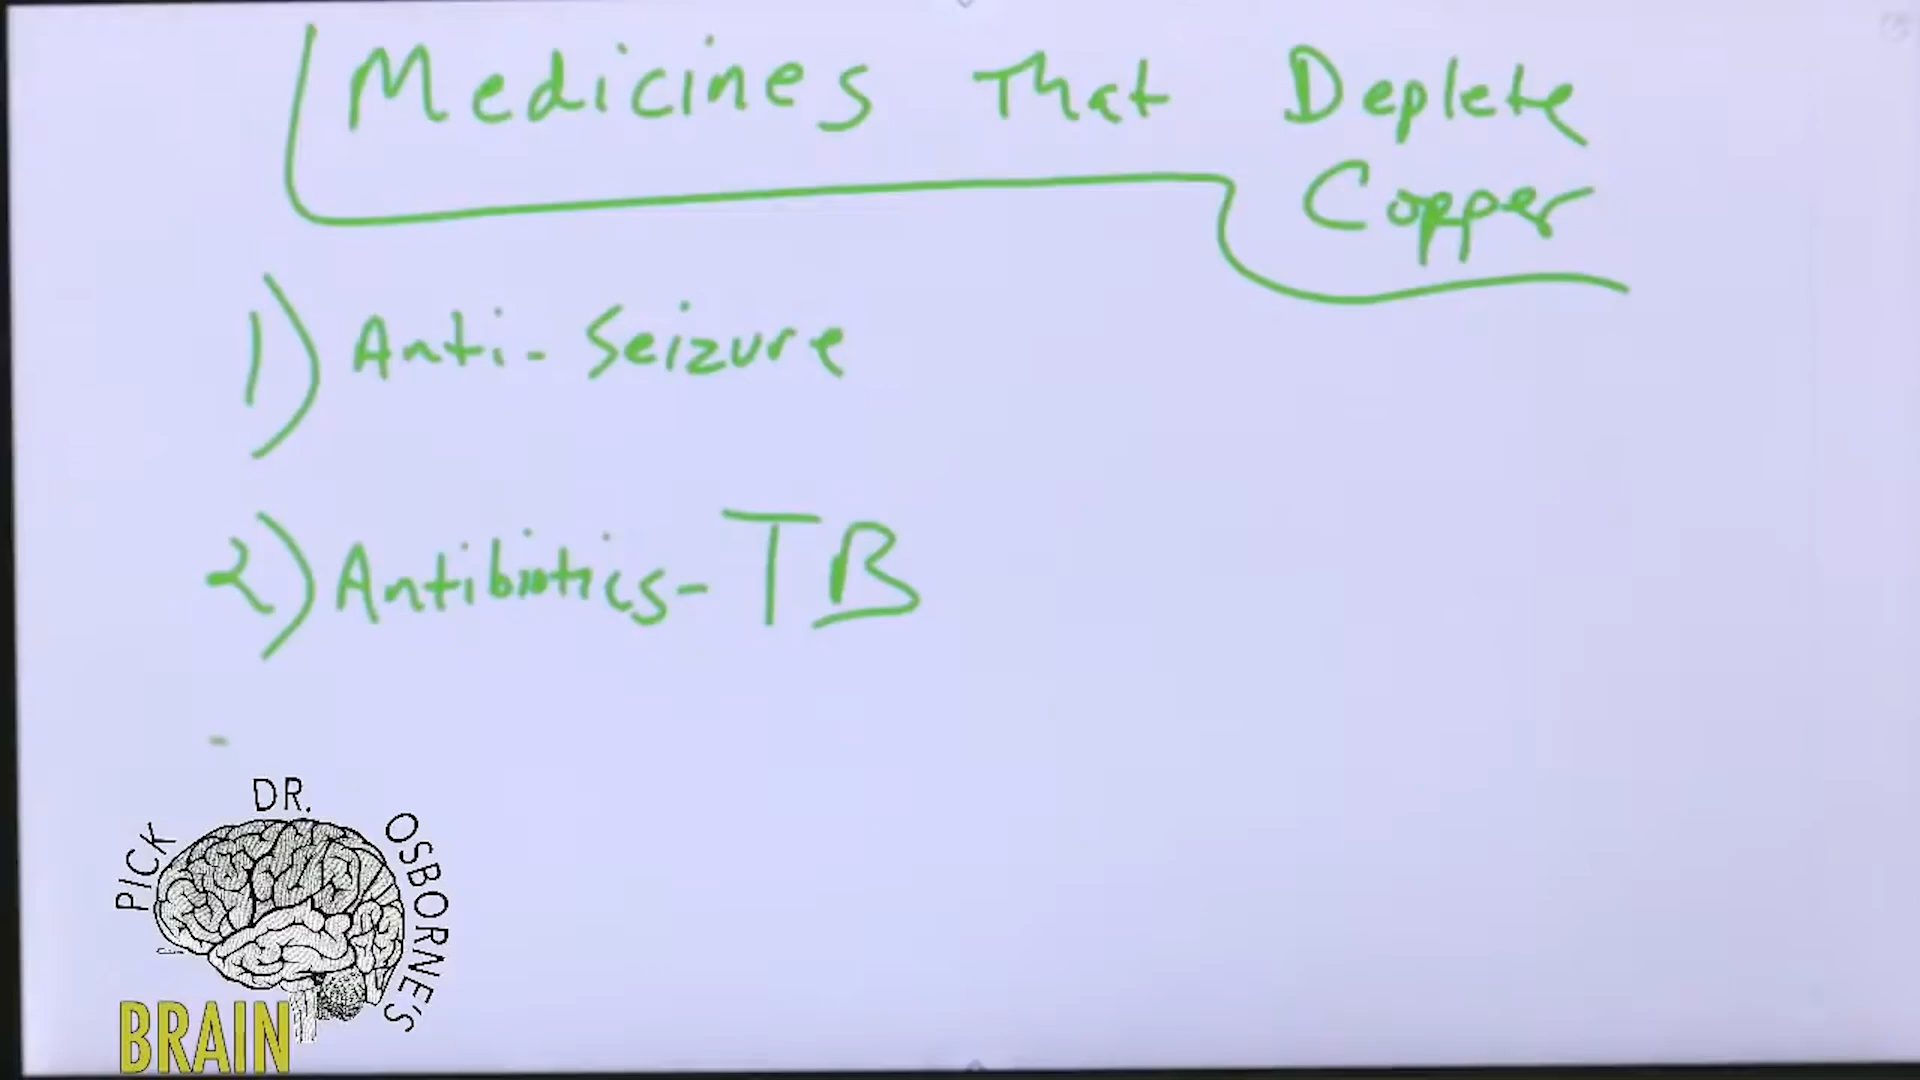 Medicines That Deplete
Copper
1) Anti-Seizure
2) Antibiotics-TB
PICK DR. OSBORNE'S
BRAIN